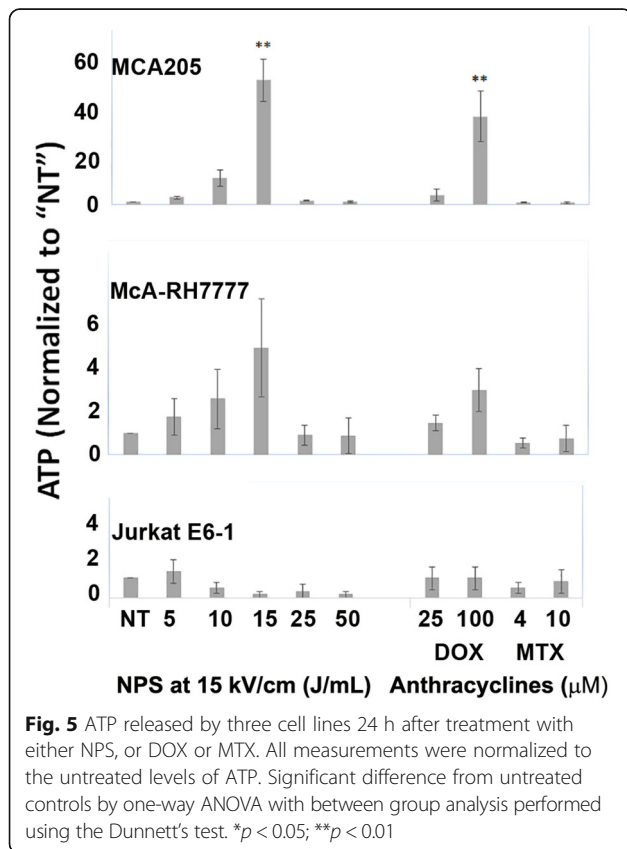 ATP (Normalized to “NT”)
MCA205
60
40
20
0
**
**
McA-RH7777
6
4
2
0
Jurkat E6-1
4
2
0
NT 5 10 15 25 50 25 100 4 10
DOX MTX
NPS at 15 kV/cm (J/mL) Anthracyclines (μM)
Fig. 5 ATP released by three cell lines 24 h after treatment with
either NPS, or DOX or MTX. All measurements were normalized to
the untreated levels of ATP. Significant difference from untreated
controls by one-way ANOVA with between group analysis performed
using the Dunnett’s test. *p < 0.05; **p < 0.01